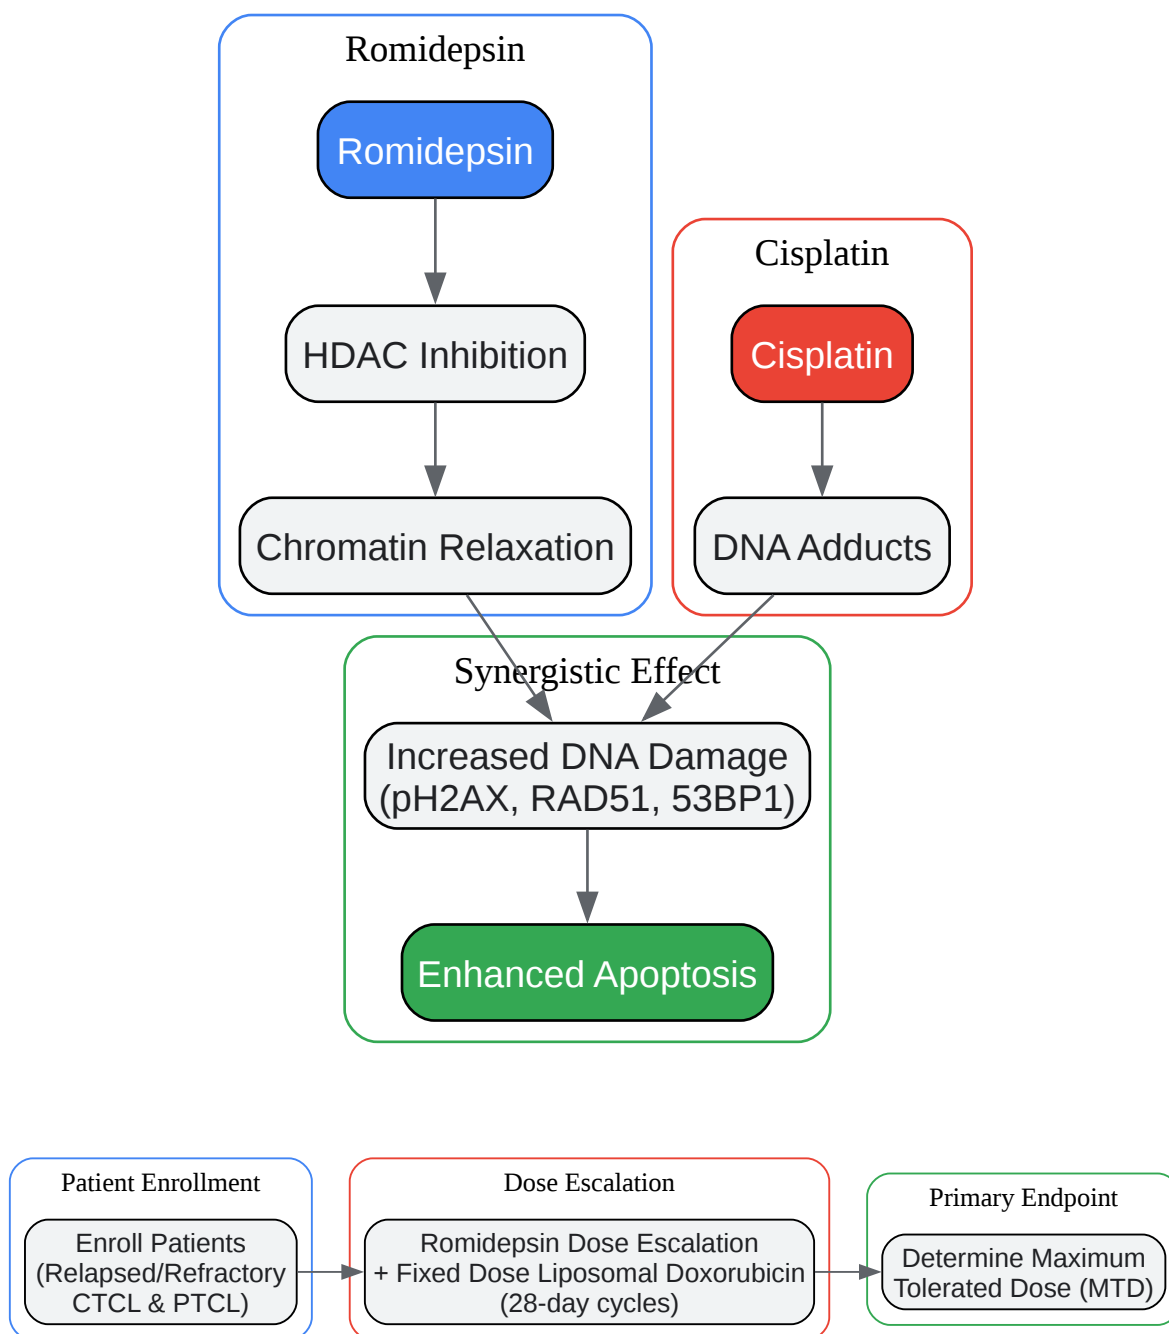 Romidepsin
Romidepsin
HDAC Inhibition
Chromatin Relaxation
Cisplatin
Cisplatin
DNA Adducts
Synergistic Effect
Increased DNA Damage
(pH2AX, RAD51, 53BP1)
Enhanced Apoptosis
Patient Enrollment
Enroll Patients
(Relapsed/Refractory
CTCL & PTCL)
Dose Escalation
Romidepsin Dose Escalation
+ Fixed Dose Liposomal Doxorubicin
(28-day cycles)
Primary Endpoint
Determine Maximum
Tolerated Dose (MTD)